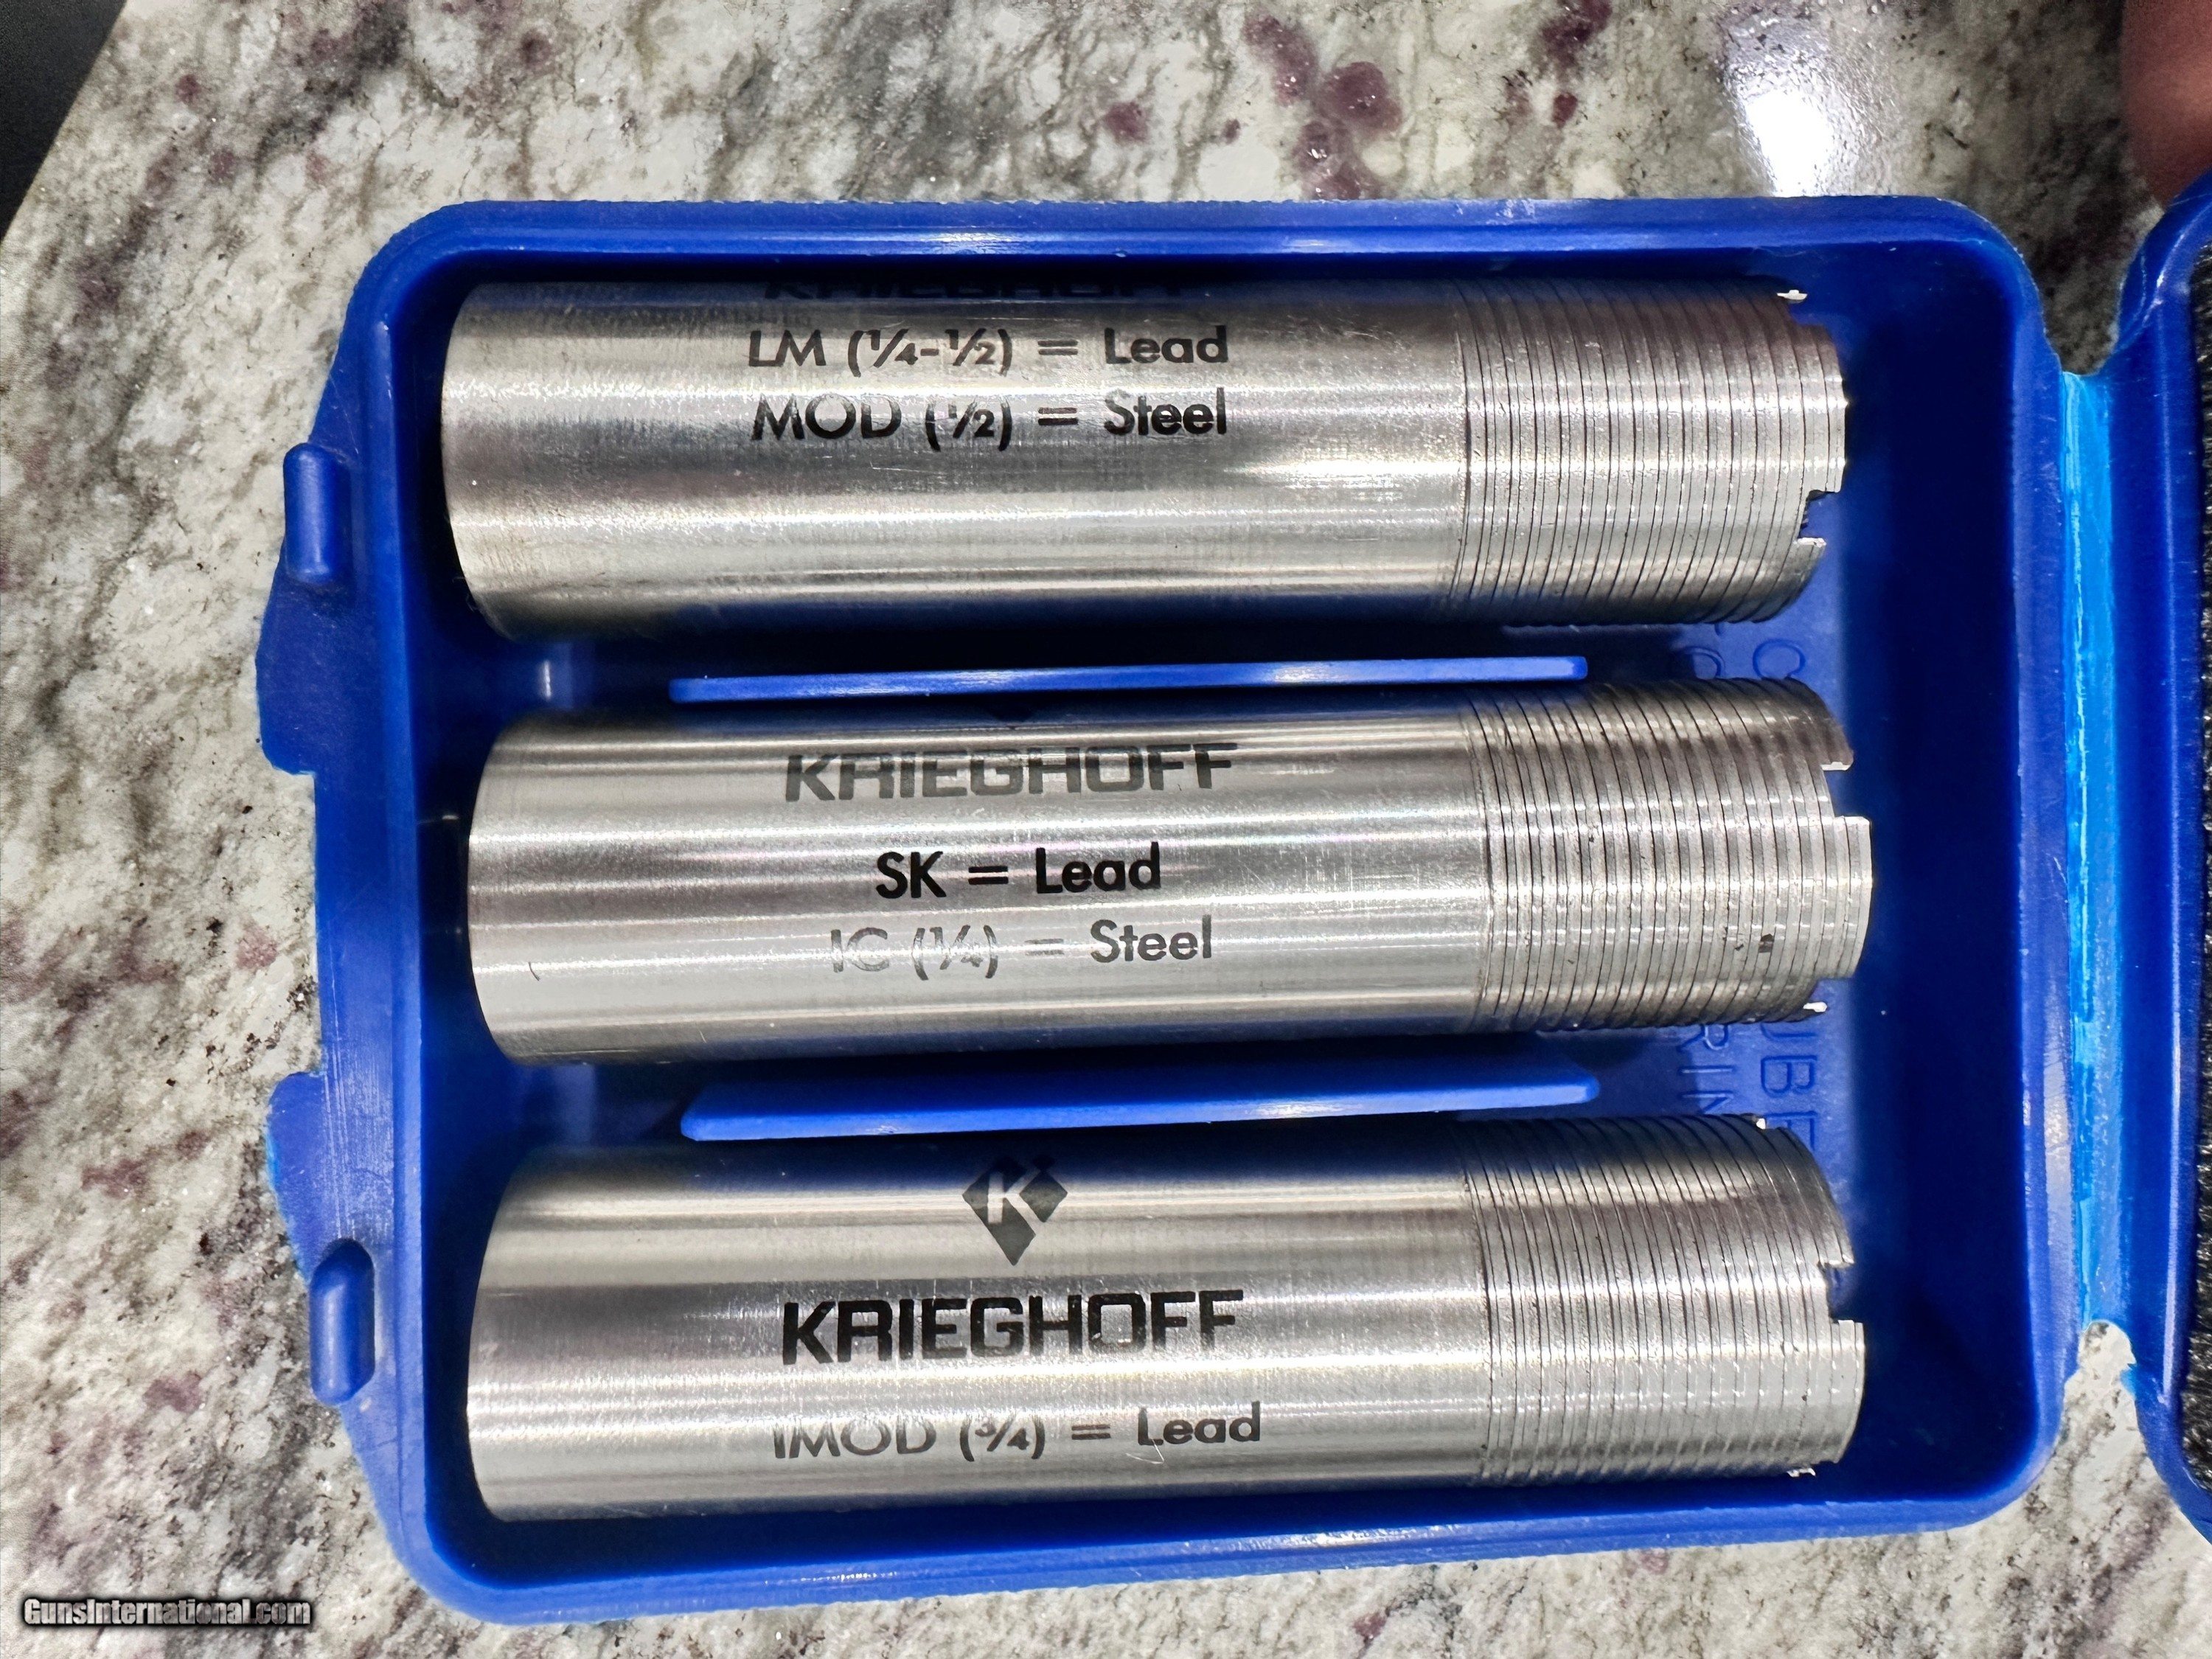 KRIEGHOFF
LM (¼-½) = Lead
MOD (½) = Steel
KRIEGHOFF
SK = Lead
IC (¼) = Steel
K
KRIEGHOFF
IMOD (¾) = Lead
GunsInternational.com